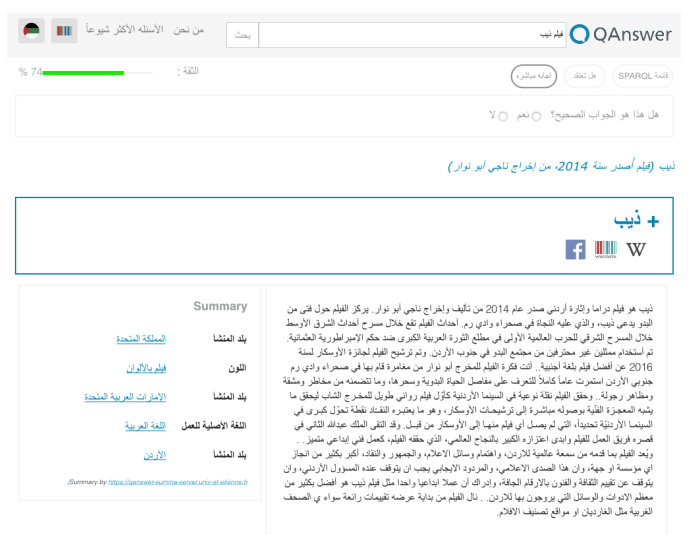 QAnswer
فيلم ذيب
بحث
من نحن
الأسئله الأكثر شيوعاً
قائمة SPARQL
هل تعتقد
اجابه مباشره
الثقة :
74 %
هل هذا هو الجواب الصحيح؟ نعم لا
ذيب (فيلم أصدر سنة 2014، من إخراج ناجي أبو نوار)
+ ذيب
WIKIDATA
ذيب هو فيلم دراما وإثارة أردني صدر عام 2014 من تأليف وإخراج ناجي أبو نوار. يركز الفيلم حول فتى من
البدو يدعى ذيب، والذي عليه النجاة في صحراء وادي رم. أحداث الفيلم تقع خلال مسرح أحداث الشرق الأوسط
خلال المسرح الشرقي للحرب العالمية الأولى في مطلع الثورة العربية الكبرى ضد حكم الإمبراطورية العثمانية.
تم أستخدام ممثلين غير محترفين من مجتمع البدو في جنوب الأردن. وتم ترشيح الفيلم لجائزة الأوسكار لسنة
2016 عن أفضل فيلم بلغة أجنبية.. أتت فكرة الفيلم للمخرج أبو نوار من مغامرة قام بها في صحراء وادي رم
جنوبي الأردن استمرت عاماً كاملاً للتعرف على مفاصل الحياة البدوية وسحرها، وما تتضمنه من مخاطر ومشقة
ومظاهر رجولة.. وحقق الفيلم نقلة نوعية في السينما الأردنية كأوّل فيلم روائي طويل للمخرج الشاب ليحقق ما
يشبه المعجزة الفنّية بوصوله مباشرة إلى ترشيحات الأوسكار، وهو ما يعتبره النقاد نقطة تحوّل كبرى في
السينما الأردنيّة تحديداً، التي لم يصل أي فيلم منها إلى الأوسكار من قبل. وقد التقى الملك عبدالله الثاني في
قصره فريق العمل للفيلم وابدى اعتزازه الكبير بالنجاح العالمي، الذي حققه الفيلم، كعمل فني إبداعي متميز. .
ويُعد الفيلم بما قدمه من سمعة عالمية للاردن، واهتمام وسائل الاعلام، والجمهور والنقاد، أكبر بكثير من انجاز
اي مؤسسة او جهة، وان هذا الصدى الاعلامي، والمردود الايجابي يجب ان يتوقف عنده المسؤول الأردني، وان
يتوقف عن تقييم الثقافة والفنون بالارقام الجافة، وإدراك أن عملا ابداعيا واحدا مثل فيلم ذيب هو أفضل بكثير من
معظم الادوات والوسائل التي يروجون بها للاردن. . نال الفيلم من بداية عرضه تقييمات رائعة سواء ي الصحف
الغربية مثل الغارديان او مواقع تصنيف الافلام.
Summary
بلد المنشأ المملكة المتحدة
اللون فيلم بالألوان
بلد المنشأ الإمارات العربية المتحدة
اللغة الأصلية للعمل اللغة العربية
بلد المنشأ الأردن
/Summary by https://qanswer-summa-server.univ-st-etienne.fr